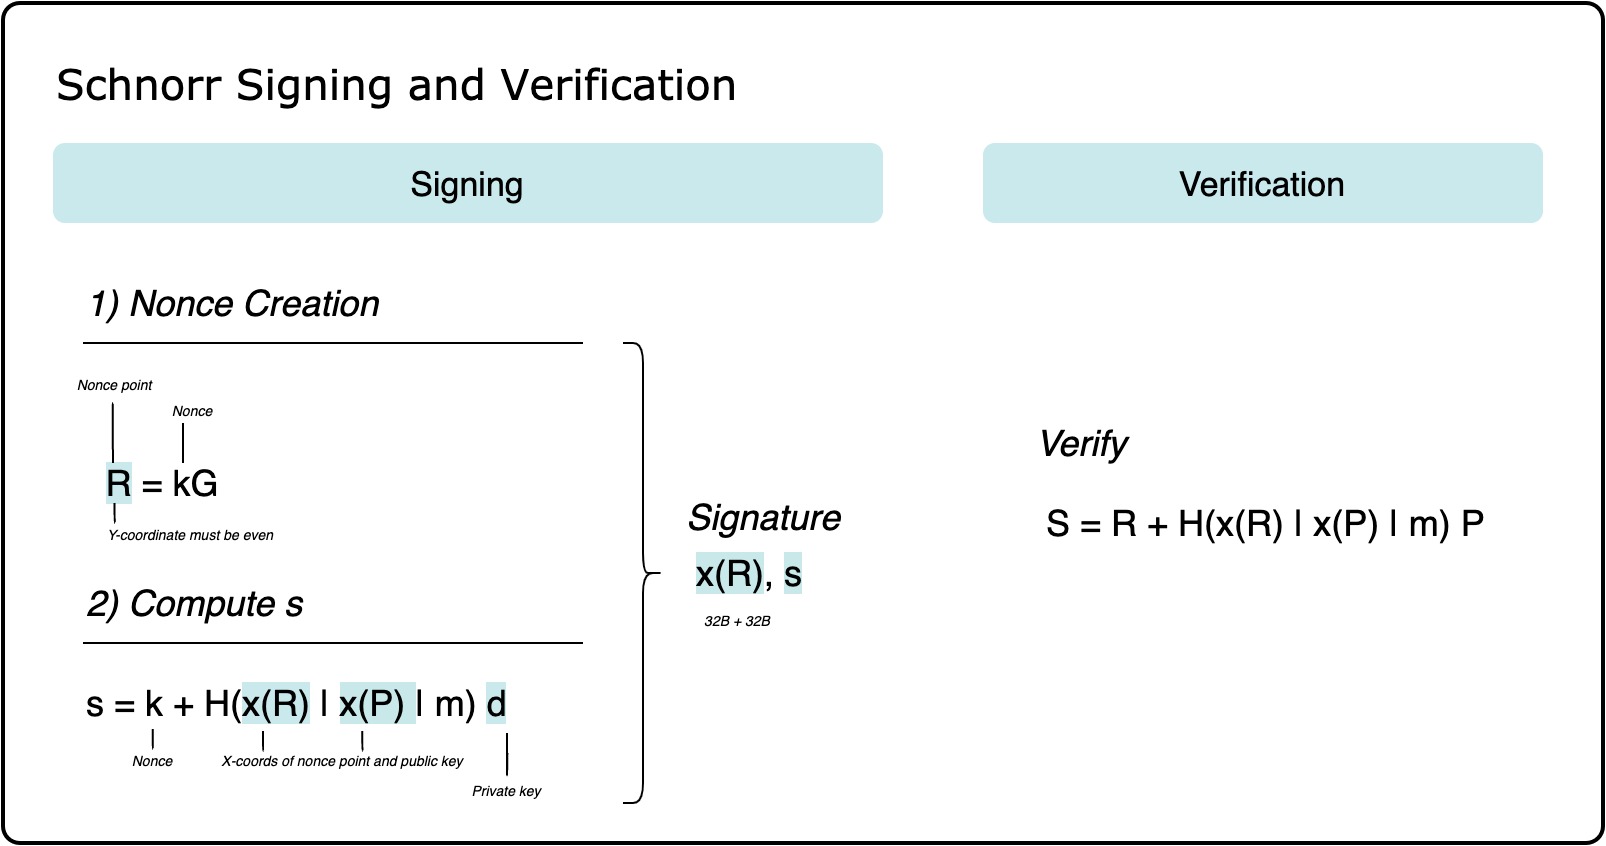 Schnorr Signing and Verification
Signing
1) Nonce Creation
Nonce point
Nonce
R = kG
Y-coordinate must be even
2) Compute s
s = k + H(x(R) | x(P) | m) d
Nonce
X-coords of nonce point and public key
Private key
Signature
x(R), s
32B + 32B
Verification
Verify
S = R + H(x(R) | x(P) | m) P